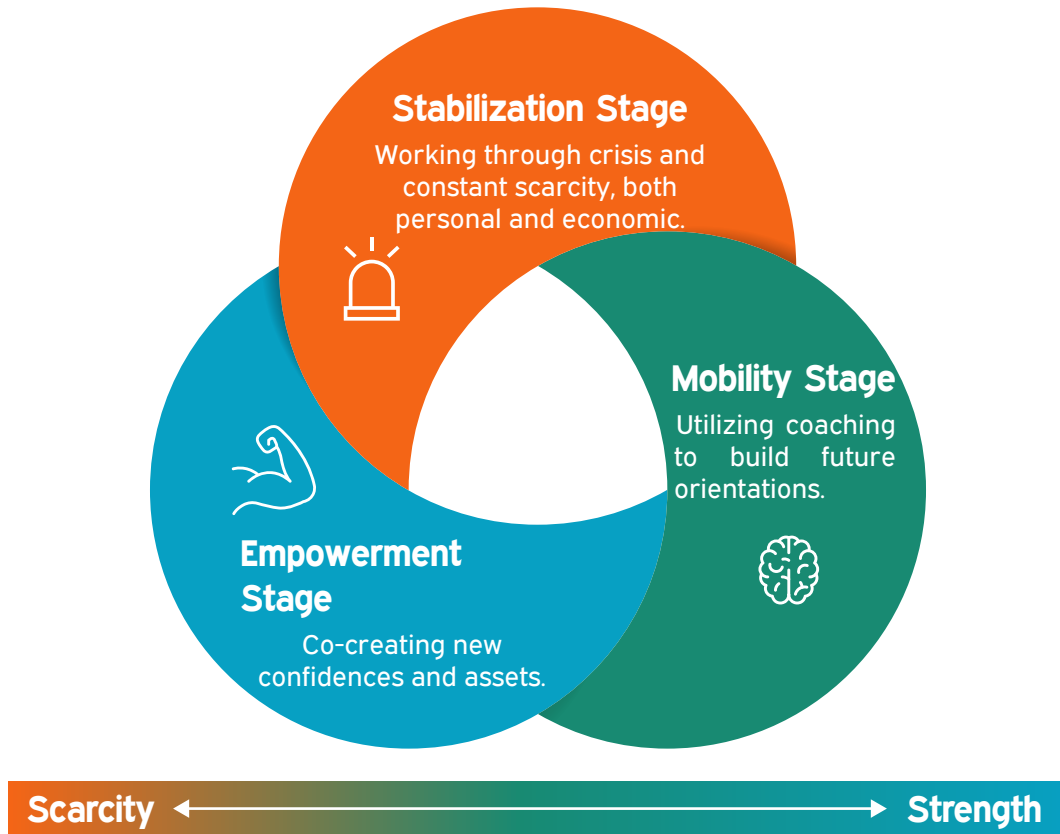 Stabilization Stage
Working through crisis and
constant scarcity, both
personal and economic.
Mobility Stage
Utilizing coaching
to build future
orientations.
Empowerment
Stage
Co-creating new
confidences and assets.
Scarcity
Strength